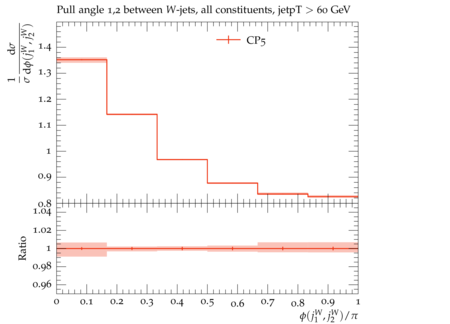 Pull angle 1,2 between W-jets, all constituents, jetpT > 60 GeV
1/σ dσ/dϕ(j₁ᵂ, j₂ᵂ)
CP5
1.4
1.3
1.2
1.1
1
0.9
0.8
Ratio
1.04
1.02
1
0.98
0.96
0 0.1 0.2 0.3 0.4 0.5 0.6 0.7 0.8 0.9 1
ϕ(j₁ᵂ, j₂ᵂ)/π